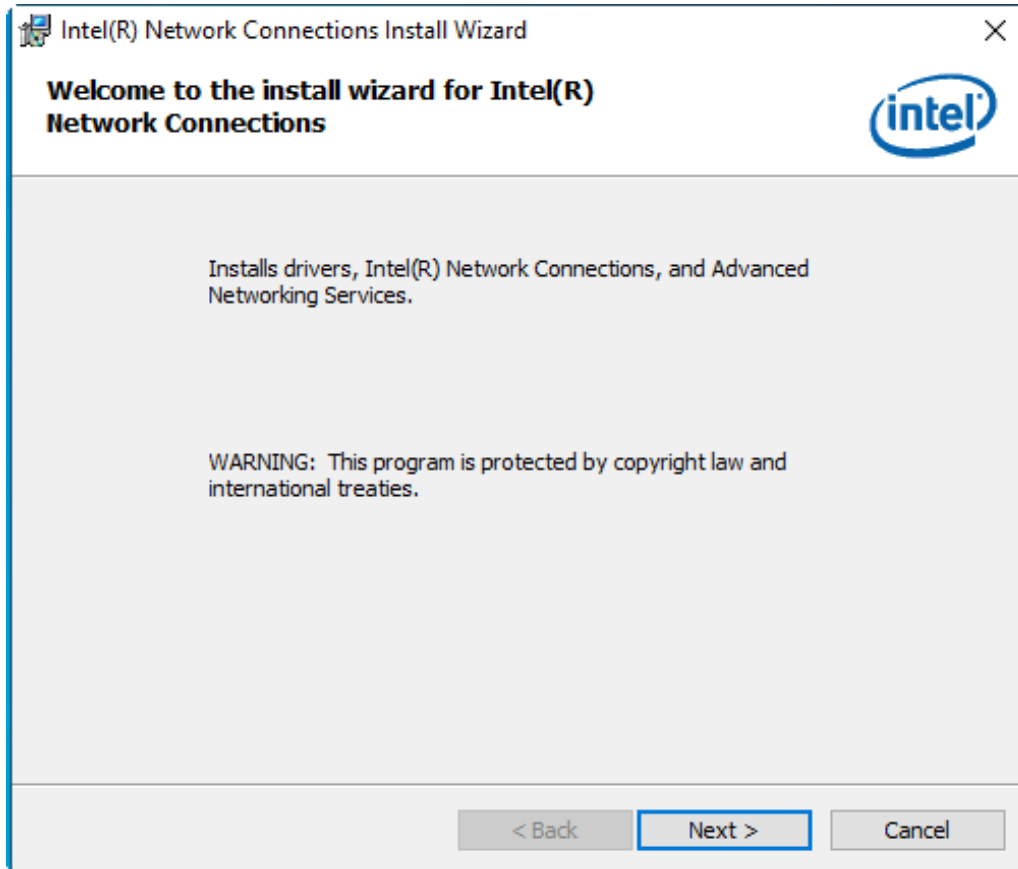 Intel(R) Network Connections Install Wizard
Welcome to the install wizard for Intel(R)
Network Connections
intel
Installs drivers, Intel(R) Network Connections, and Advanced
Networking Services.
WARNING:  This program is protected by copyright law and
international treaties.
< Back
Next >
Cancel